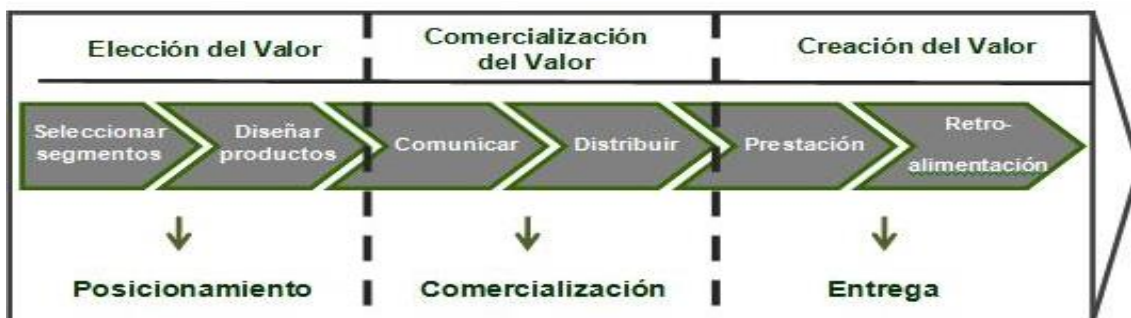 Elección del Valor
Comercialización
del Valor
Creación del Valor
Seleccionar
segmentos
Diseñar
productos
Comunicar
Distribuir
Prestación
Retro-
alimentación
Posicionamiento
Comercialización
Entrega